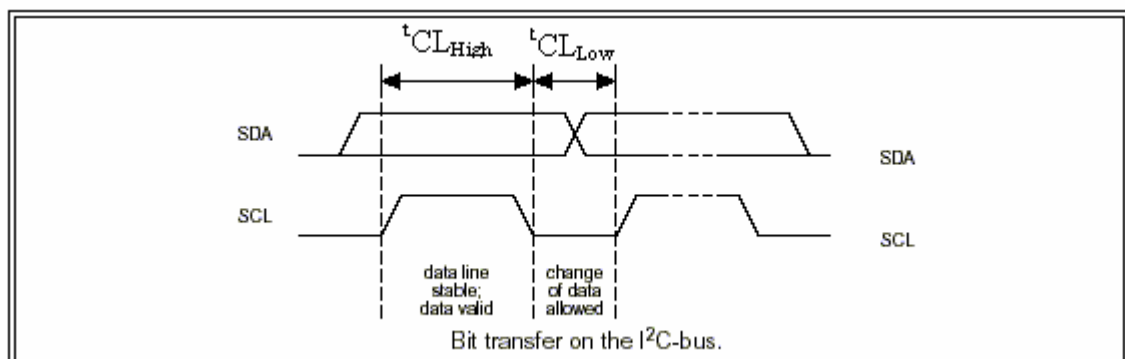 tCLHigh tCLLow
SDA
SDA
SCL
SCL
data line
stable;
data valid
change
of data
allowed
Bit transfer on the I2C-bus.